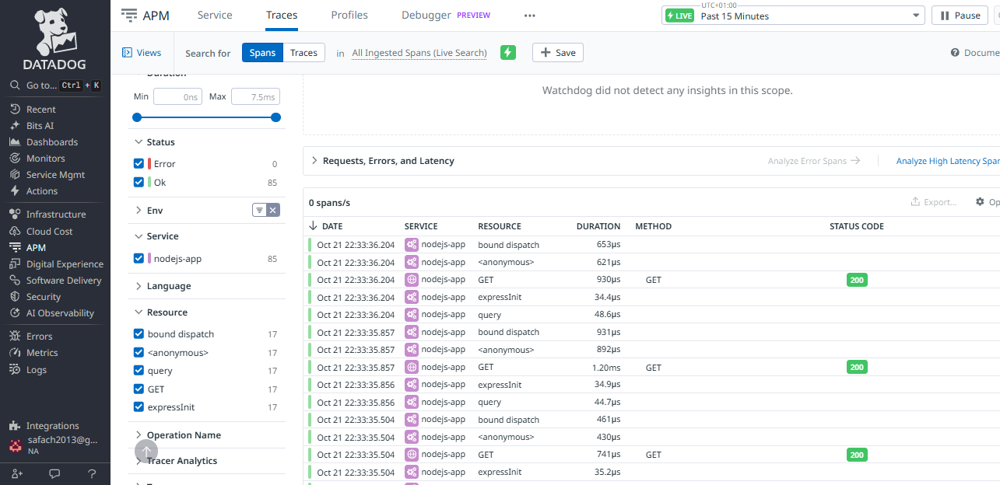 DATADOG
Go to... Ctrl + K
Recent
Bits AI
Dashboards
Monitors
Service Mgmt
Actions
Infrastructure
Cloud Cost
APM
Digital Experience
Software Delivery
Security
AI Observability
Errors
Metrics
Logs
Integrations
safach2013@g...
NA
APM Service Traces Profiles Debugger PREVIEW
UTC+01:00
LIVE Past 15 Minutes Pause
Views Search for Spans Traces in All Ingested Spans (Live Search) Save Docume
Duration
Min 0ns Max 7.5ms
Status
Error 0
Ok 85
Env
Service
nodejs-app 85
Language
Resource
bound dispatch 17
<anonymous> 17
query 17
GET 17
expressInit 17
Operation Name
Tracer Analytics
Watchdog did not detect any insights in this scope.
Requests, Errors, and Latency Analyze Error Spans Analyze High Latency Span
0 spans/s Export... Op
DATE SERVICE RESOURCE DURATION METHOD STATUS CODE
Oct 21 22:33:36.204 nodejs-app bound dispatch 653µs
Oct 21 22:33:36.204 nodejs-app <anonymous> 621µs
Oct 21 22:33:36.204 nodejs-app GET 930µs GET 200
Oct 21 22:33:36.204 nodejs-app expressInit 34.4µs
Oct 21 22:33:36.204 nodejs-app query 48.6µs
Oct 21 22:33:35.857 nodejs-app bound dispatch 931µs
Oct 21 22:33:35.857 nodejs-app <anonymous> 892µs
Oct 21 22:33:35.857 nodejs-app GET 1.20ms GET 200
Oct 21 22:33:35.856 nodejs-app expressInit 34.9µs
Oct 21 22:33:35.856 nodejs-app query 44.7µs
Oct 21 22:33:35.504 nodejs-app bound dispatch 461µs
Oct 21 22:33:35.504 nodejs-app <anonymous> 430µs
Oct 21 22:33:35.504 nodejs-app GET 741µs GET 200
Oct 21 22:33:35.504 nodejs-app expressInit 35.2µs